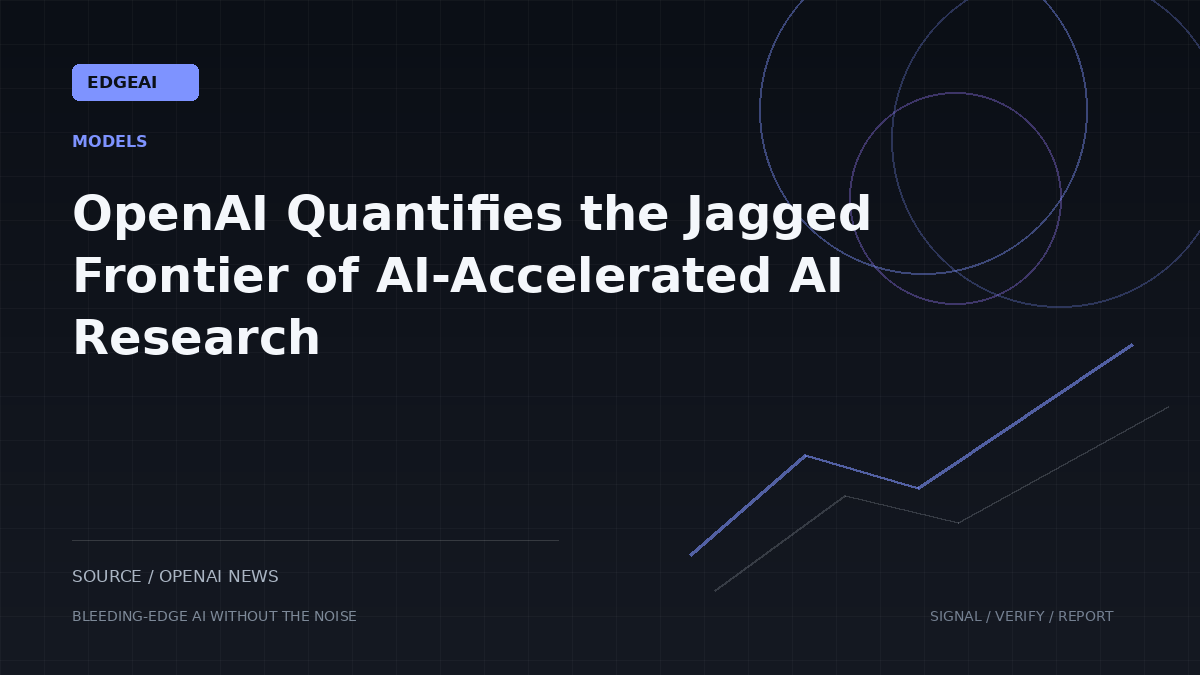 EDGEAI
MODELS
OpenAI Quantifies the Jagged
Frontier of AI-Accelerated AI
Research
SOURCE / OPENAI NEWS
BLEEDING-EDGE AI WITHOUT THE NOISE
SIGNAL / VERIFY / REPORT